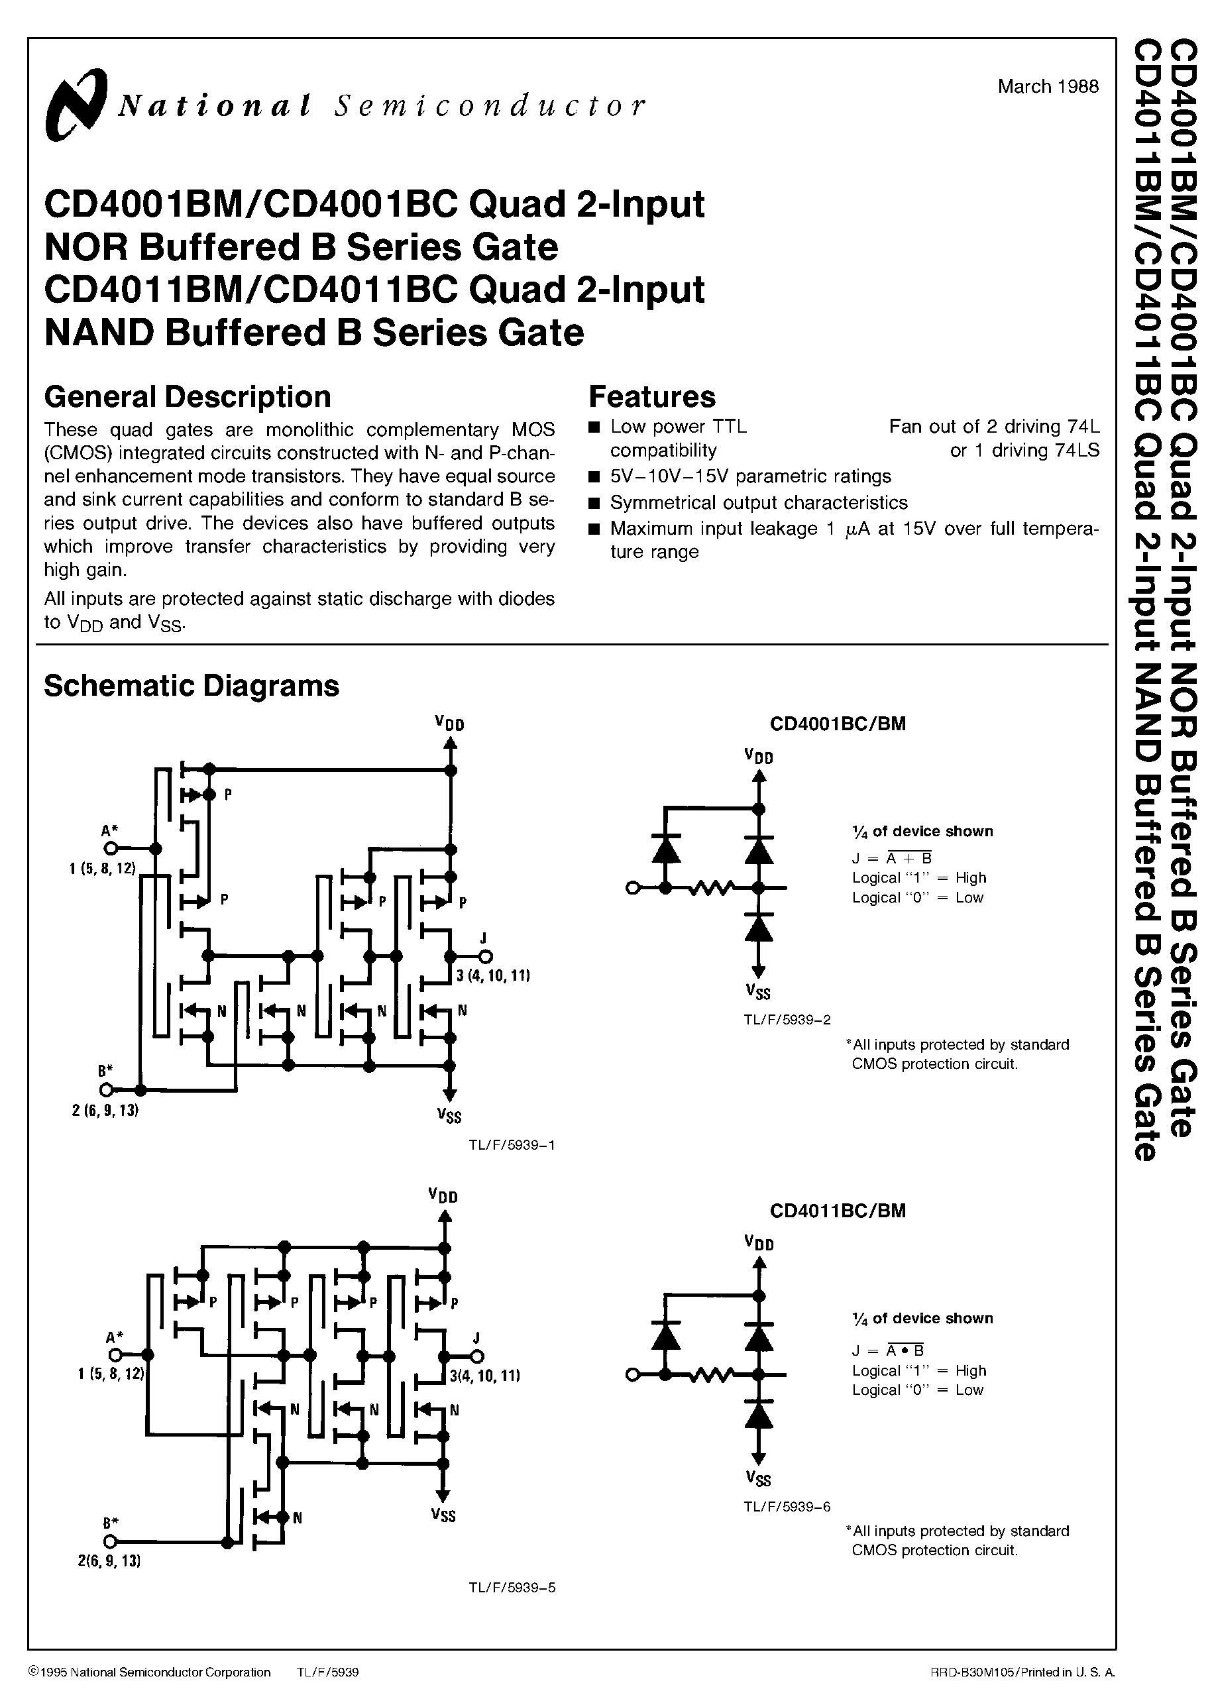 National Semiconductor
March 1988
CD4001BM/CD4001BC Quad 2-Input
NOR Buffered B Series Gate
CD4011BM/CD4011BC Quad 2-Input
NAND Buffered B Series Gate
General Description
These quad gates are monolithic complementary MOS
(CMOS) integrated circuits constructed with N- and P-chan-
nel enhancement mode transistors. They have equal source
and sink current capabilities and conform to standard B se-
ries output drive. The devices also have buffered outputs
which improve transfer characteristics by providing very
high gain.
All inputs are protected against static discharge with diodes
to VDD and VSS.
Features
■ Low power TTL Fan out of 2 driving 74L
compatibility or 1 driving 74LS
■ 5V–10V–15V parametric ratings
■ Symmetrical output characteristics
■ Maximum input leakage 1 μA at 15V over full tempera-
ture range
Schematic Diagrams
VDD
P
A*
1 (5, 8, 12)
P
P
P
J
3 (4, 10, 11)
N
N
N
N
B*
2 (6, 9, 13)
VSS
TL/F/5939–1
CD4001BC/BM
VDD
VSS
TL/F/5939–2
¼ of device shown
J = A + B
Logical “1” = High
Logical “0” = Low
*All inputs protected by standard
CMOS protection circuit.
VDD
P
P
P
P
A*
1 (5, 8, 12)
J
3(4, 10, 11)
N
N
N
N
B*
2(6, 9, 13)
VSS
TL/F/5939–5
CD4011BC/BM
VDD
VSS
TL/F/5939–6
¼ of device shown
J = A • B
Logical “1” = High
Logical “0” = Low
*All inputs protected by standard
CMOS protection circuit.
CD4001BM/CD4001BC Quad 2-Input NOR Buffered B Series Gate
CD4011BM/CD4011BC Quad 2-Input NAND Buffered B Series Gate
©1995 National Semiconductor Corporation TL/F/5939
RRD-B30M105/Printed in U. S. A.